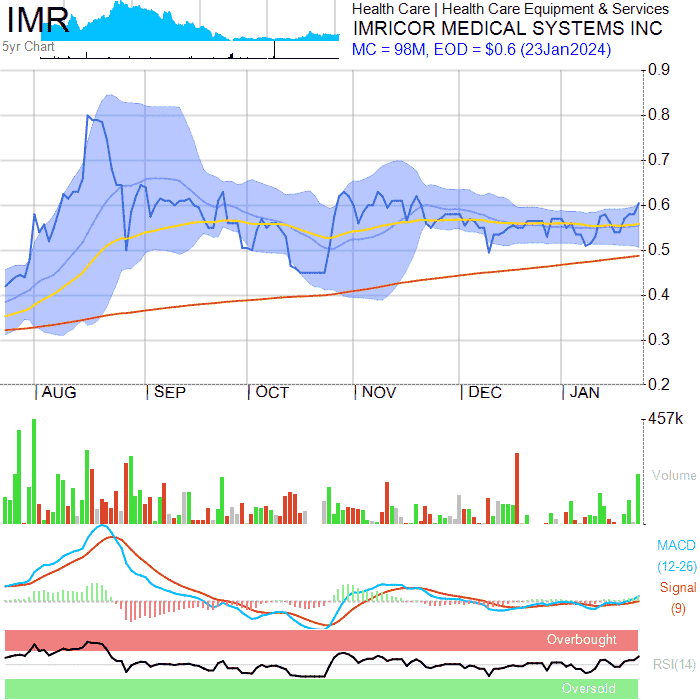 IMR
5yr Chart
Health Care | Health Care Equipment & Services
IMRICOR MEDICAL SYSTEMS INC
MC = 98M, EOD = $0.6 (23Jan2024)
0.9
0.8
0.7
0.6
0.5
0.4
0.3
0.2
AUG SEP OCT NOV DEC JAN
457k
Volume
MACD
(12-26)
Signal
(9)
Overbought
RSI(14)
Oversold